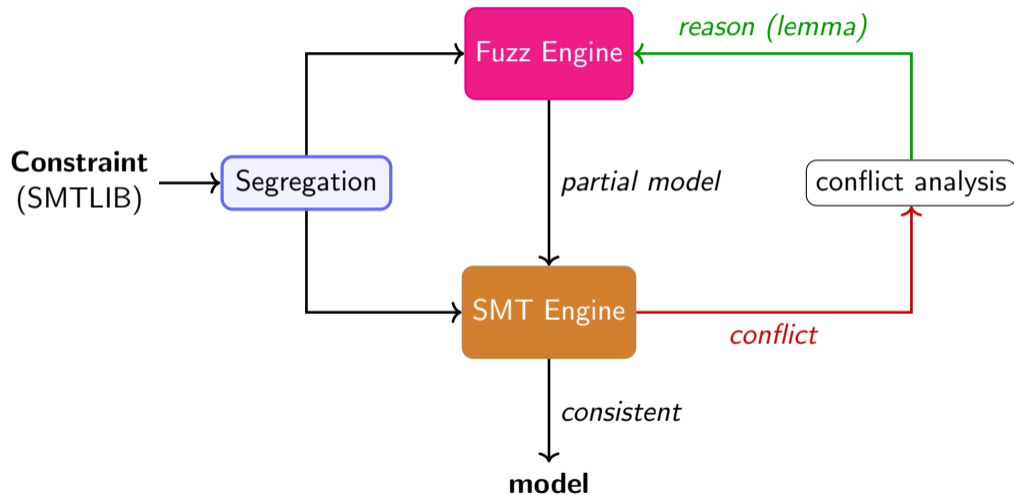 reason (lemma)
Fuzz Engine
Constraint
(SMTLIB)
Segregation
partial model
conflict analysis
SMT Engine
conflict
consistent
model